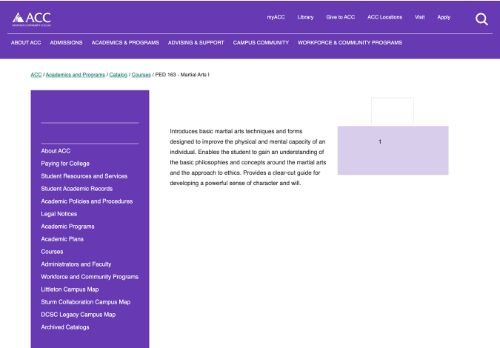 ACC
myACC Library Give to ACC ACC Locations Visit Apply
ABOUT ACC ADMISSIONS ACADEMICS & PROGRAMS ADVISING & SUPPORT CAMPUS COMMUNITY WORKFORCE & COMMUNITY PROGRAMS
ACC / Academics and Programs / Catalog / Courses / PED 163 - Martial Arts I
About ACC
Paying for College
Student Resources and Services
Student Academic Records
Academic Policies and Procedures
Legal Notices
Academic Programs
Academic Plans
Courses
Administrators and Faculty
Workforce and Community Programs
Littleton Campus Map
Sturm Collaboration Campus Map
DCSC Legacy Campus Map
Archived Catalogs
Introduces basic martial arts techniques and forms
designed to improve the physical and mental capacity of an
individual. Enables the student to gain an understanding of
the basic philosophies and concepts around the martial arts
and the approach to ethics. Provides a clear-cut guide for
developing a powerful sense of character and will.
1